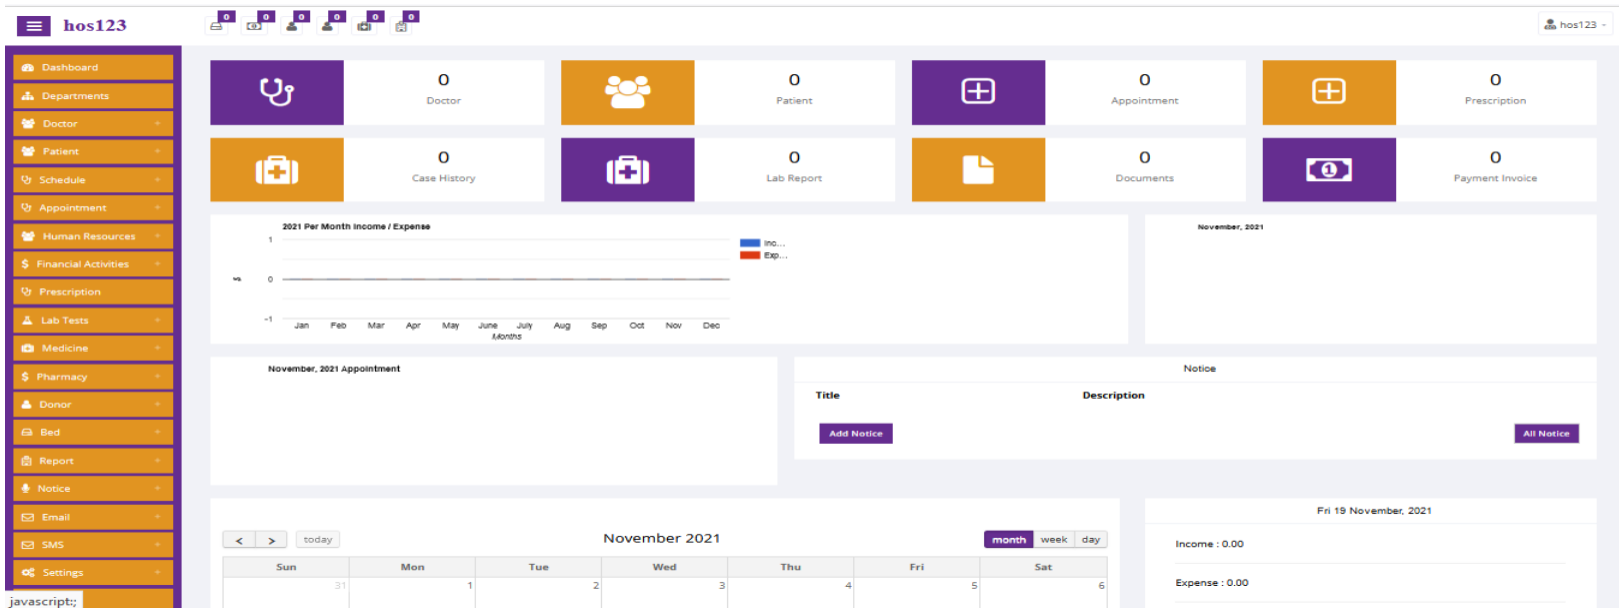 hos123
0 0 0 0 0 0
hos123
Dashboard
Departments
Doctor +
Patient +
Schedule +
Appointment +
Human Resources +
Financial Activities +
Prescription
Lab Tests +
Medicine +
Pharmacy +
Donor +
Bed +
Report +
Notice +
Email +
SMS +
Settings +
javascript:;
0
Doctor
0
Patient
0
Appointment
0
Prescription
0
Case History
0
Lab Report
0
Documents
1
0
Payment Invoice
2021 Per Month Income / Expense
1
0
-1
Jan Feb Mar Apr May June July Aug Sep Oct Nov Dec
Months
Inc...
Exp...
November, 2021
November, 2021 Appointment
Notice
Title Description
Add Notice All Notice
< > today November 2021 month week day
Sun Mon Tue Wed Thu Fri Sat
31 1 2 3 4 5 6
Fri 19 November, 2021
Income : 0.00
Expense : 0.00